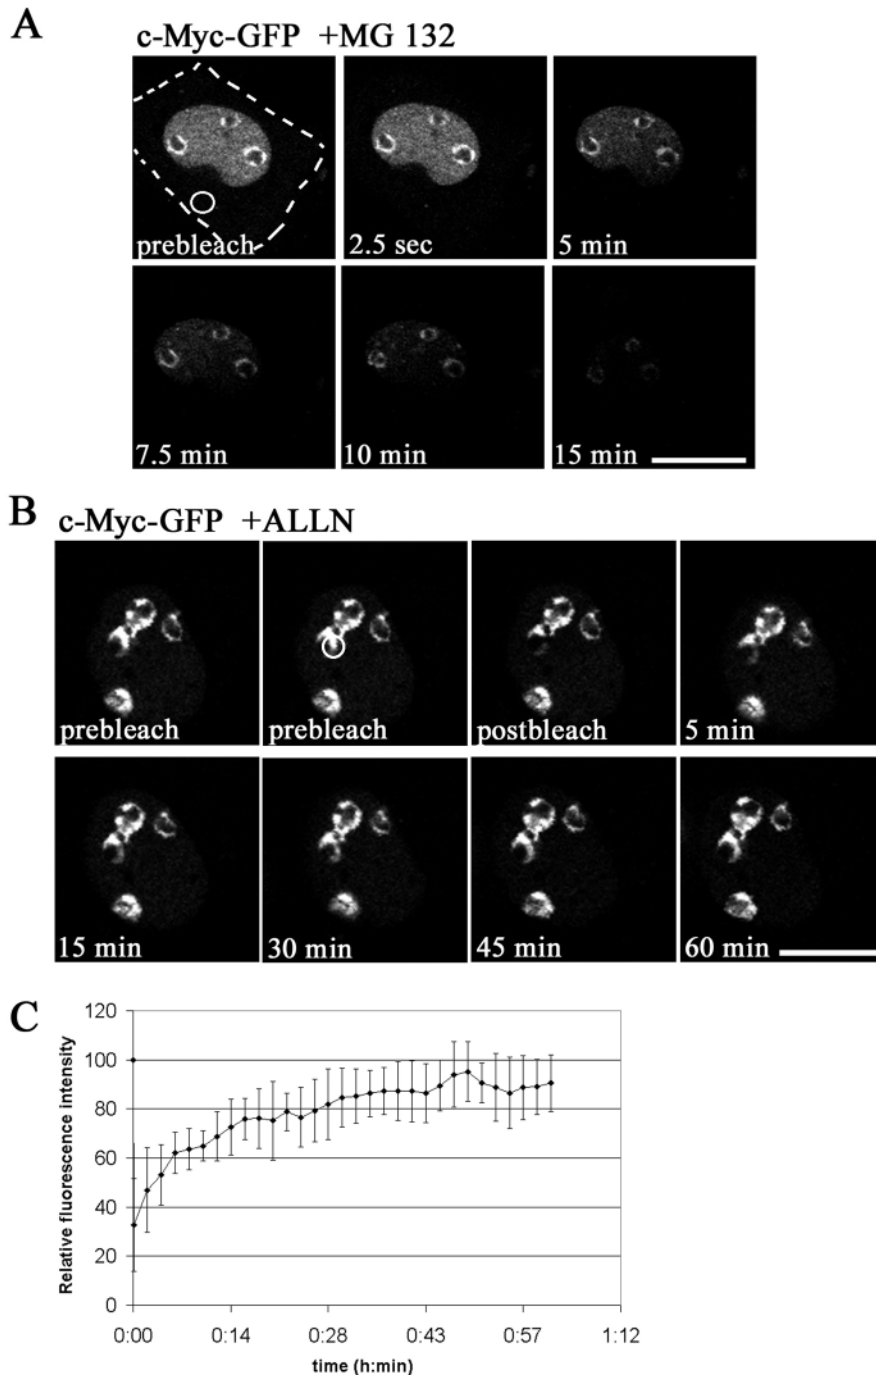 A
c-Myc-GFP +MG 132
prebleach
2.5 sec
5 min
7.5 min
10 min
15 min
B
c-Myc-GFP +ALLN
prebleach
prebleach
postbleach
5 min
15 min
30 min
45 min
60 min
C
Relative fluorescence intensity
120
100
80
60
40
20
0
0:00
0:14
0:28
0:43
0:57
1:12
time (h:min)